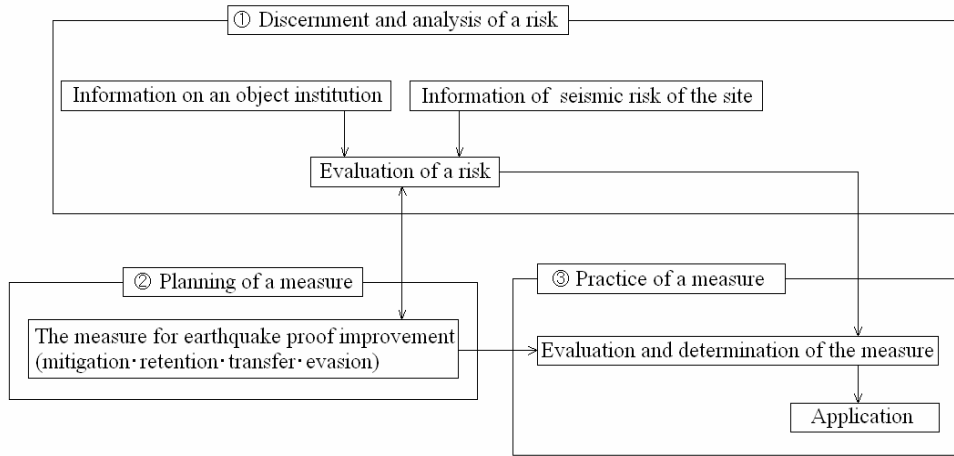 ① Discernment and analysis of a risk
Information on an object institution
Information of seismic risk of the site
Evaluation of a risk
② Planning of a measure
The measure for earthquake proof improvement
(mitigation・retention・transfer・evasion)
③ Practice of a measure
Evaluation and determination of the measure
Application